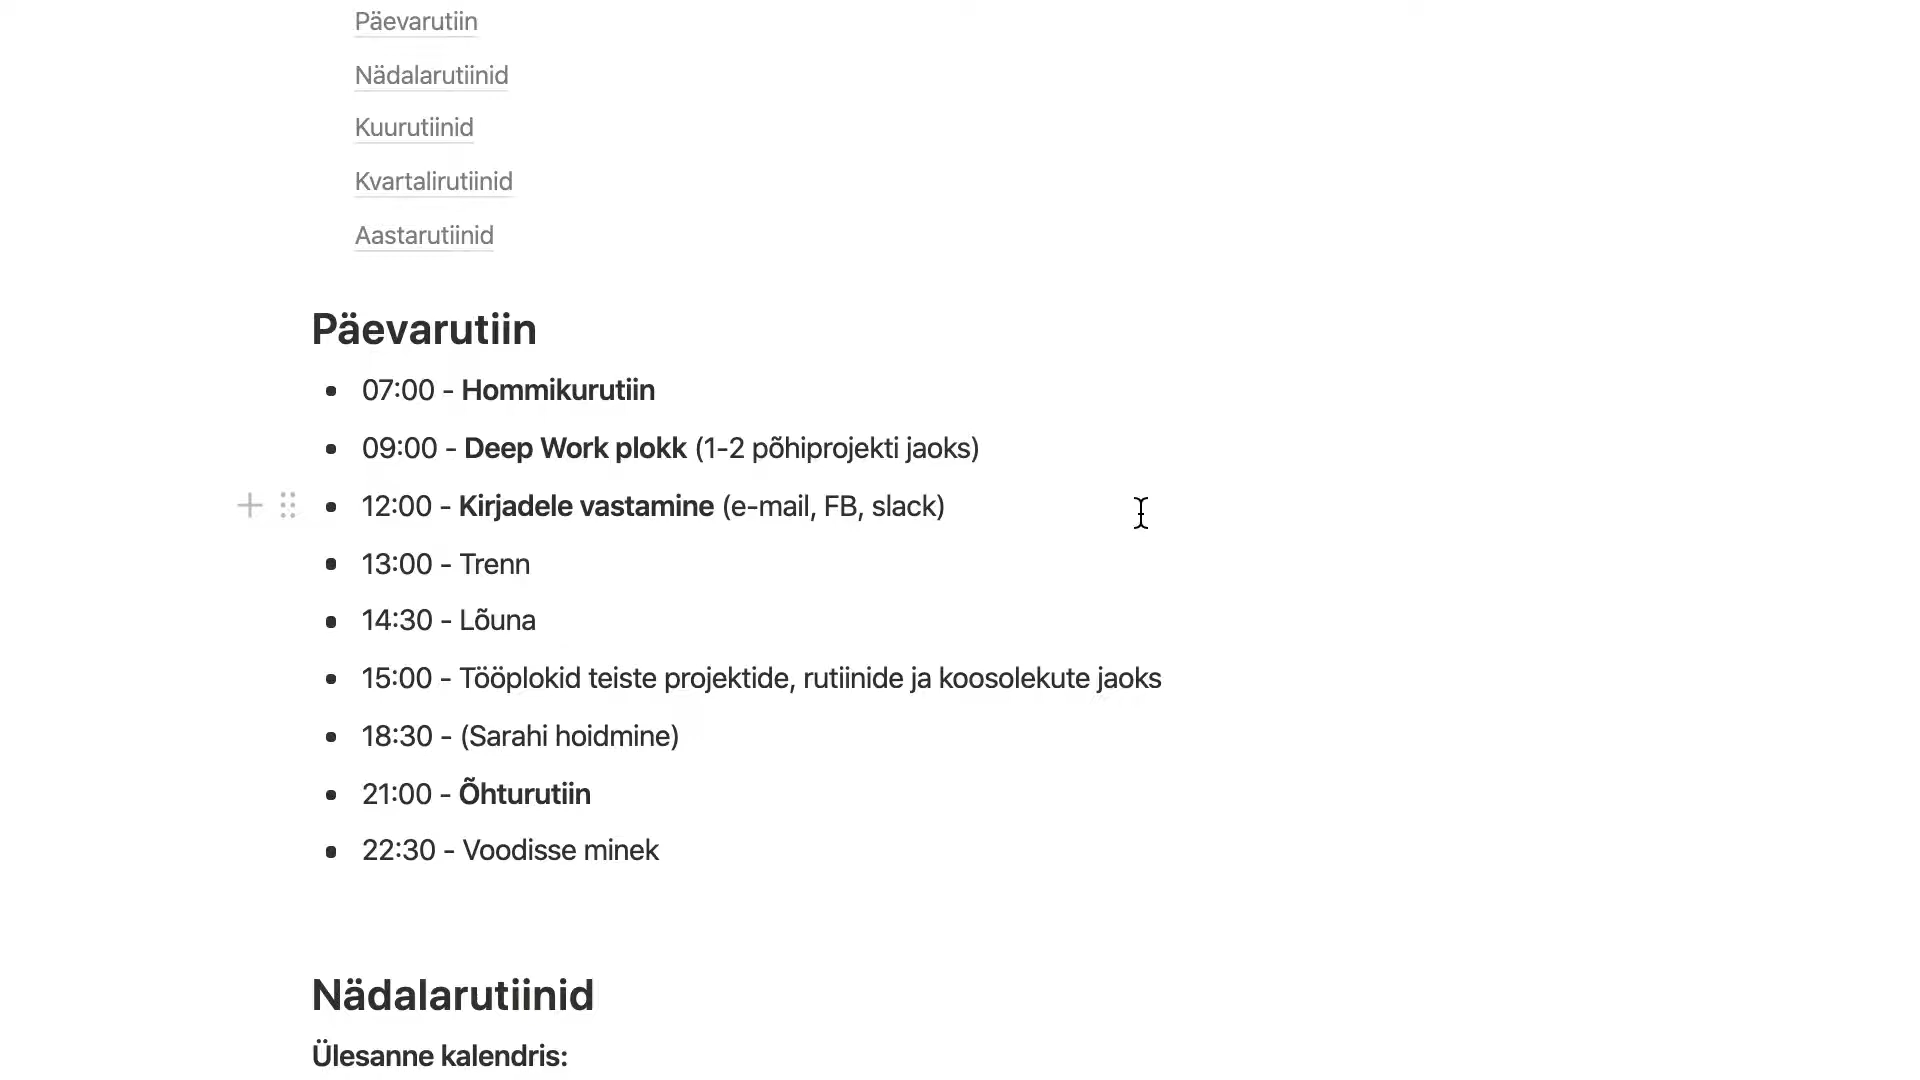 Päevarutiin
Nädalarutiinid
Kuurutiinid
Kvartalirutiinid
Aastarutiinid
Päevarutiin
• 07:00 - Hommikurutiin
• 09:00 - Deep Work plokk (1-2 põhiprojekti jaoks)
• 12:00 - Kirjadele vastamine (e-mail, FB, slack)
• 13:00 - Trenn
• 14:30 - Lõuna
• 15:00 - Tööplokid teiste projektide, rutiinide ja koosolekute jaoks
• 18:30 - (Sarahi hoidmine)
• 21:00 - Õhturutiin
• 22:30 - Voodisse minek
Nädalarutiinid
Ülesanne kalendris: